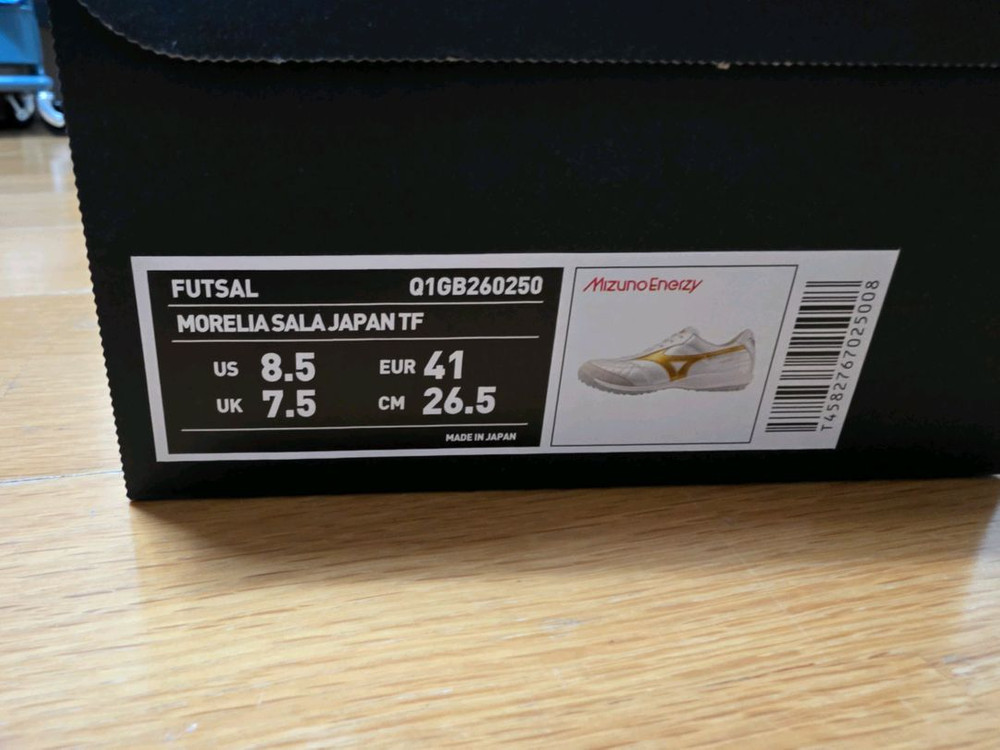 FUTSAL Q1GB260250
MORELIA SALA JAPAN TF
US 8.5 EUR 41
UK 7.5 CM 26.5
MADE IN JAPAN
MizunoEnerzy
T4582767025008